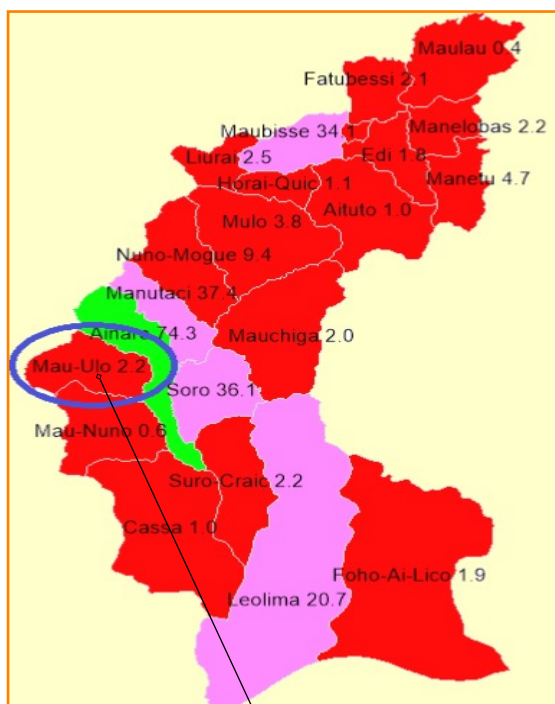 Maulau 0.4
Fatubessi 2.1
Maubisse 34.1
Manelobas 2.2
Liurai 2.5
Edi 1.8
Horai-Quic 1.1
Manetu 4.7
Aituto 1.0
Mulo 3.8
Nuno-Mogue 9.4
Manutaci 37.4
Ainaro 74.3
Mauchiga 2.0
Mau-Ulo 2.2
Soro 36.1
Mau-Nuno 0.6
Suro-Craic 2.2
Cassa 1.0
Foho-Ai-Lico 1.9
Leolima 20.7